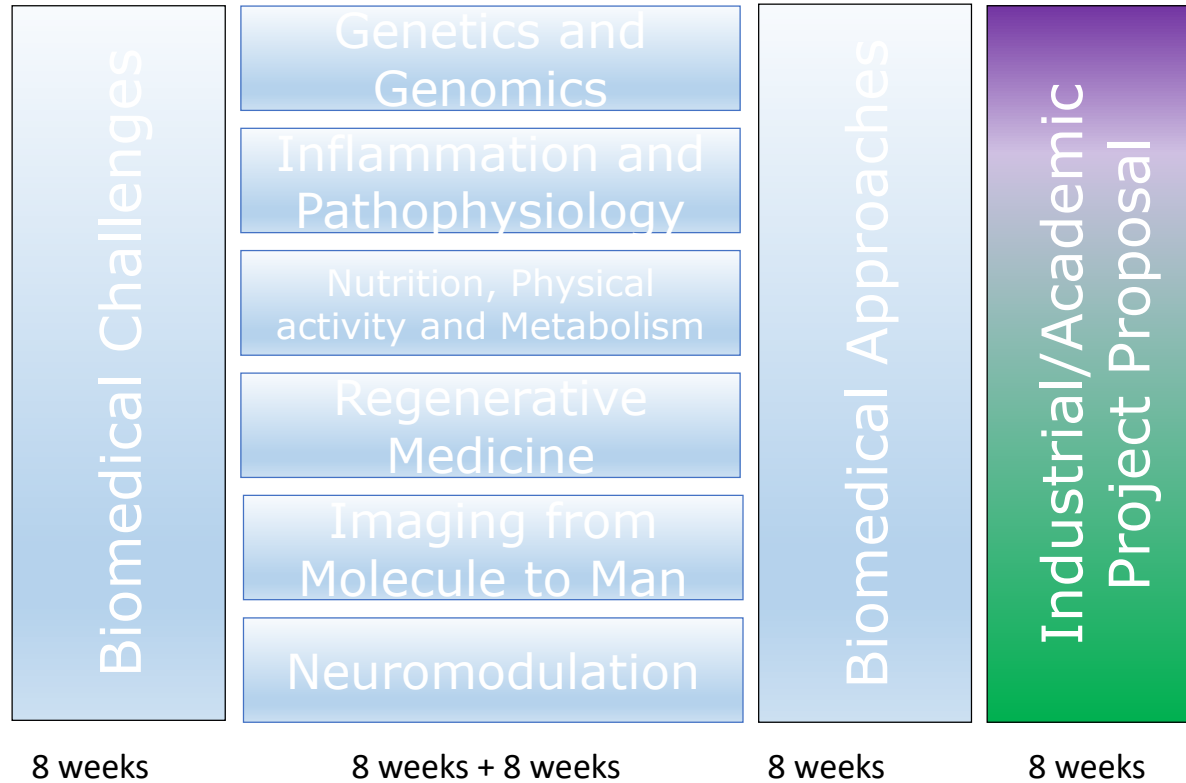 Biomedical Challenges
Genetics and
Genomics
Inflammation and
Pathophysiology
Nutrition, Physical
activity and Metabolism
Regenerative
Medicine
Imaging from
Molecule to Man
Neuromodulation
Biomedical Approaches
Industrial/Academic
Project Proposal
8 weeks
8 weeks + 8 weeks
8 weeks
8 weeks